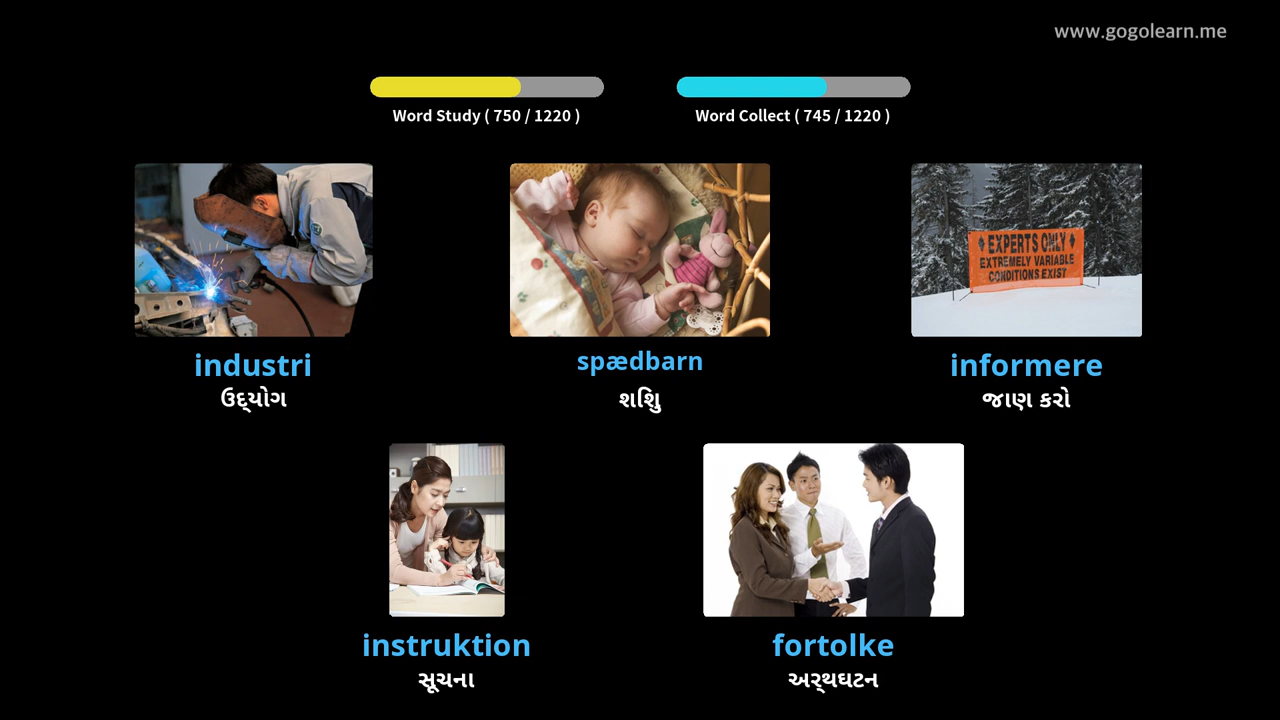 www.gogolearn.me
Word Study ( 750 / 1220 )
Word Collect ( 745 / 1220 )
EXPERTS ONLY
EXTREMELY VARIABLE
CONDITIONS EXIST
industri
ઉદ્યોગ
spædbarn
શિશુ
informere
જાણ કરો
instruktion
સૂચના
fortolke
અર્થઘટન